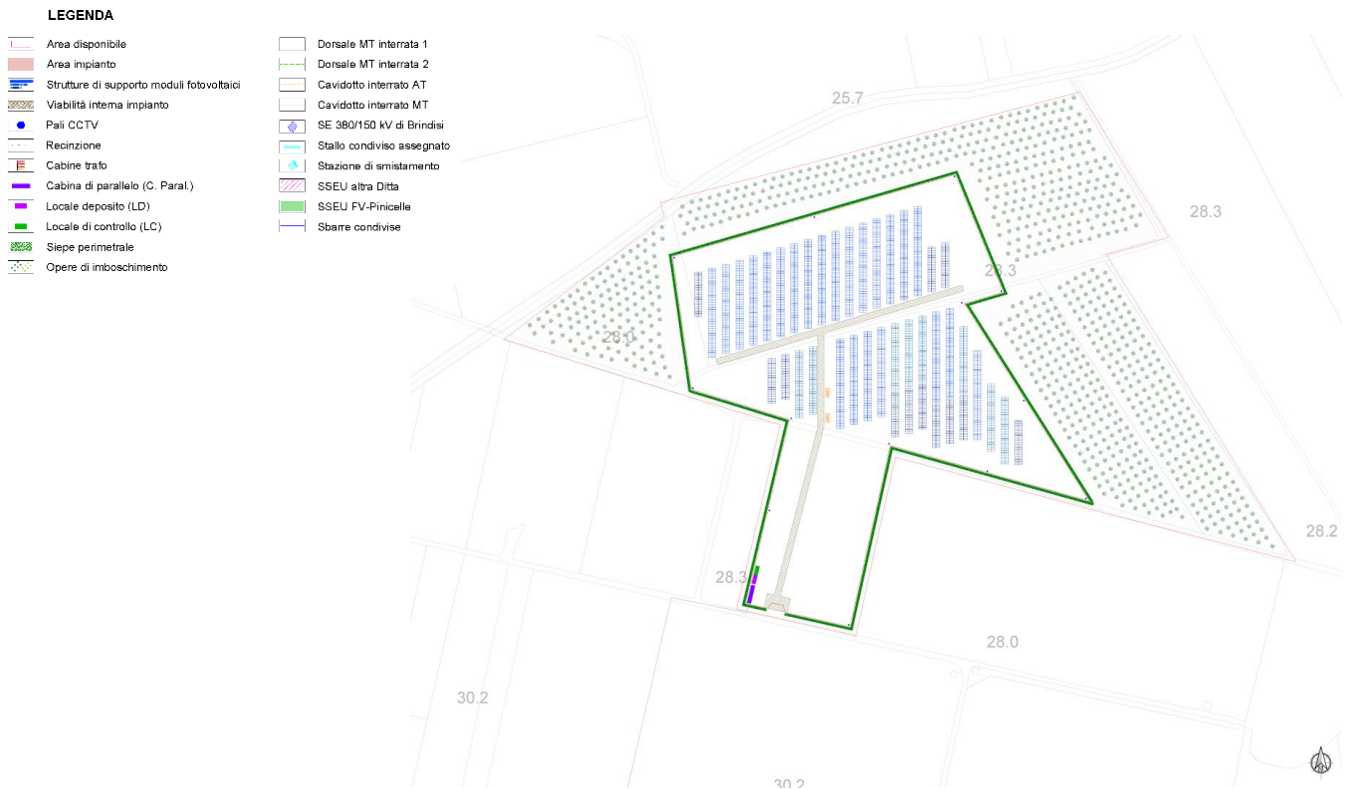 LEGENDA
Area disponibile
Area impianto
Strutture di supporto moduli fotovoltaici
Viabilità interna impianto
Pali CCTV
Recinzione
Cabine trafo
Cabina di parallelo (C. Paral.)
Locale deposito (LD)
Locale di controllo (LC)
Siepe perimetrale
Opere di imboschimento
Dorsale MT interrata 1
Dorsale MT interrata 2
Cavidotto interrato AT
Cavidotto interrato MT
SE 380/150 kV di Brindisi
Stallo condiviso assegnato
Stazione di smistamento
SSEU altra Ditta
SSEU FV-Pinicelle
Sbarre condivise
25.7
28.3
28.3
28.0
28.2
28.3
28.0
30.2
30.2